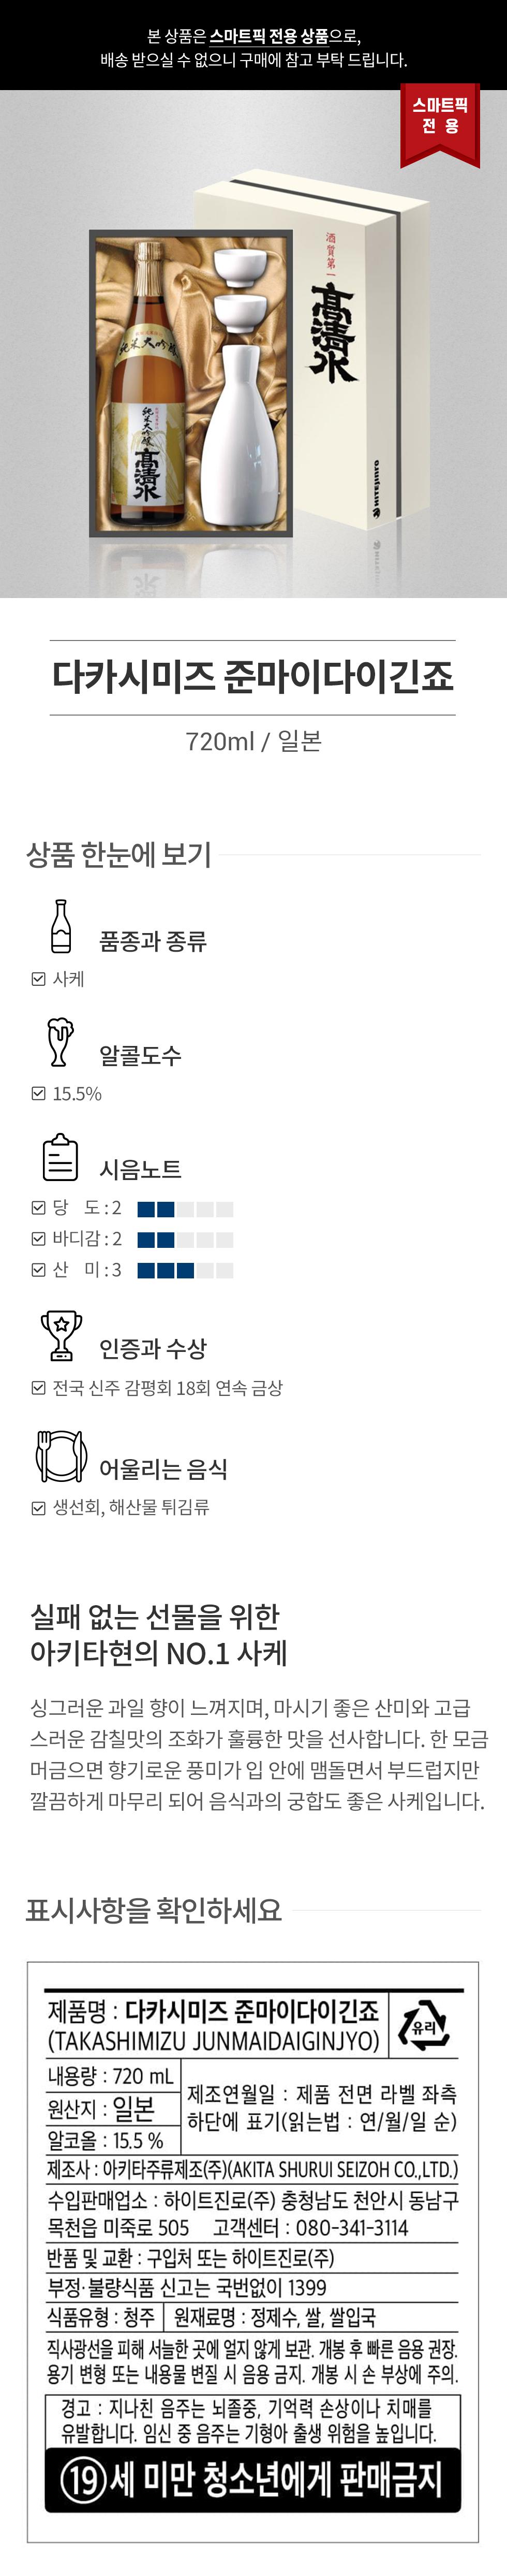 본 상품은 스마트픽 전용 상품으로,
배송 받으실 수 없으니 구매에 참고 부탁 드립니다.
스마트픽
전 용
酒質第一
高清水
純米大吟醸
純米大吟醸
高清水
HITEJINRO
다카시미즈 준마이다이긴죠
720ml / 일본
상품 한눈에 보기
품종과 종류
사케
알콜도수
15.5%
시음노트
당 도 : 2
바디감 : 2
산 미 : 3
인증과 수상
전국 신주 감평회 18회 연속 금상
어울리는 음식
생선회, 해산물 튀김류
실패 없는 선물을 위한
아키타현의 NO.1 사케
싱그러운 과일 향이 느껴지며, 마시기 좋은 산미와 고급
스러운 감칠맛의 조화가 훌륭한 맛을 선사합니다. 한 모금
머금으면 향기로운 풍미가 입 안에 맴돌면서 부드럽지만
깔끔하게 마무리 되어 음식과의 궁합도 좋은 사케입니다.
표시사항을 확인하세요
제품명 : 다카시미즈 준마이다이긴죠
(TAKASHIMIZU JUNMAIDAIGINJYO)
유리
내용량 : 720 mL
원산지 : 일본
알코올 : 15.5 %
제조연월일 : 제품 전면 라벨 좌측
하단에 표기(읽는법 : 연/월/일 순)
제조사 : 아키타주류제조(주)(AKITA SHURUI SEIZOH CO.,LTD.)
수입판매업소 : 하이트진로(주) 충청남도 천안시 동남구
목천읍 미죽로 505 고객센터 : 080-341-3114
반품 및 교환 : 구입처 또는 하이트진로(주)
부정·불량식품 신고는 국번없이 1399
식품유형 : 청주 원재료명 : 정제수, 쌀, 쌀입국
직사광선을 피해 서늘한 곳에 얼지 않게 보관. 개봉 후 빠른 음용 권장.
용기 변형 또는 내용물 변질 시 음용 금지. 개봉 시 손 부상에 주의.
경고 : 지나친 음주는 뇌졸중, 기억력 손상이나 치매를
유발합니다. 임신 중 음주는 기형아 출생 위험을 높입니다.
19세 미만 청소년에게 판매금지